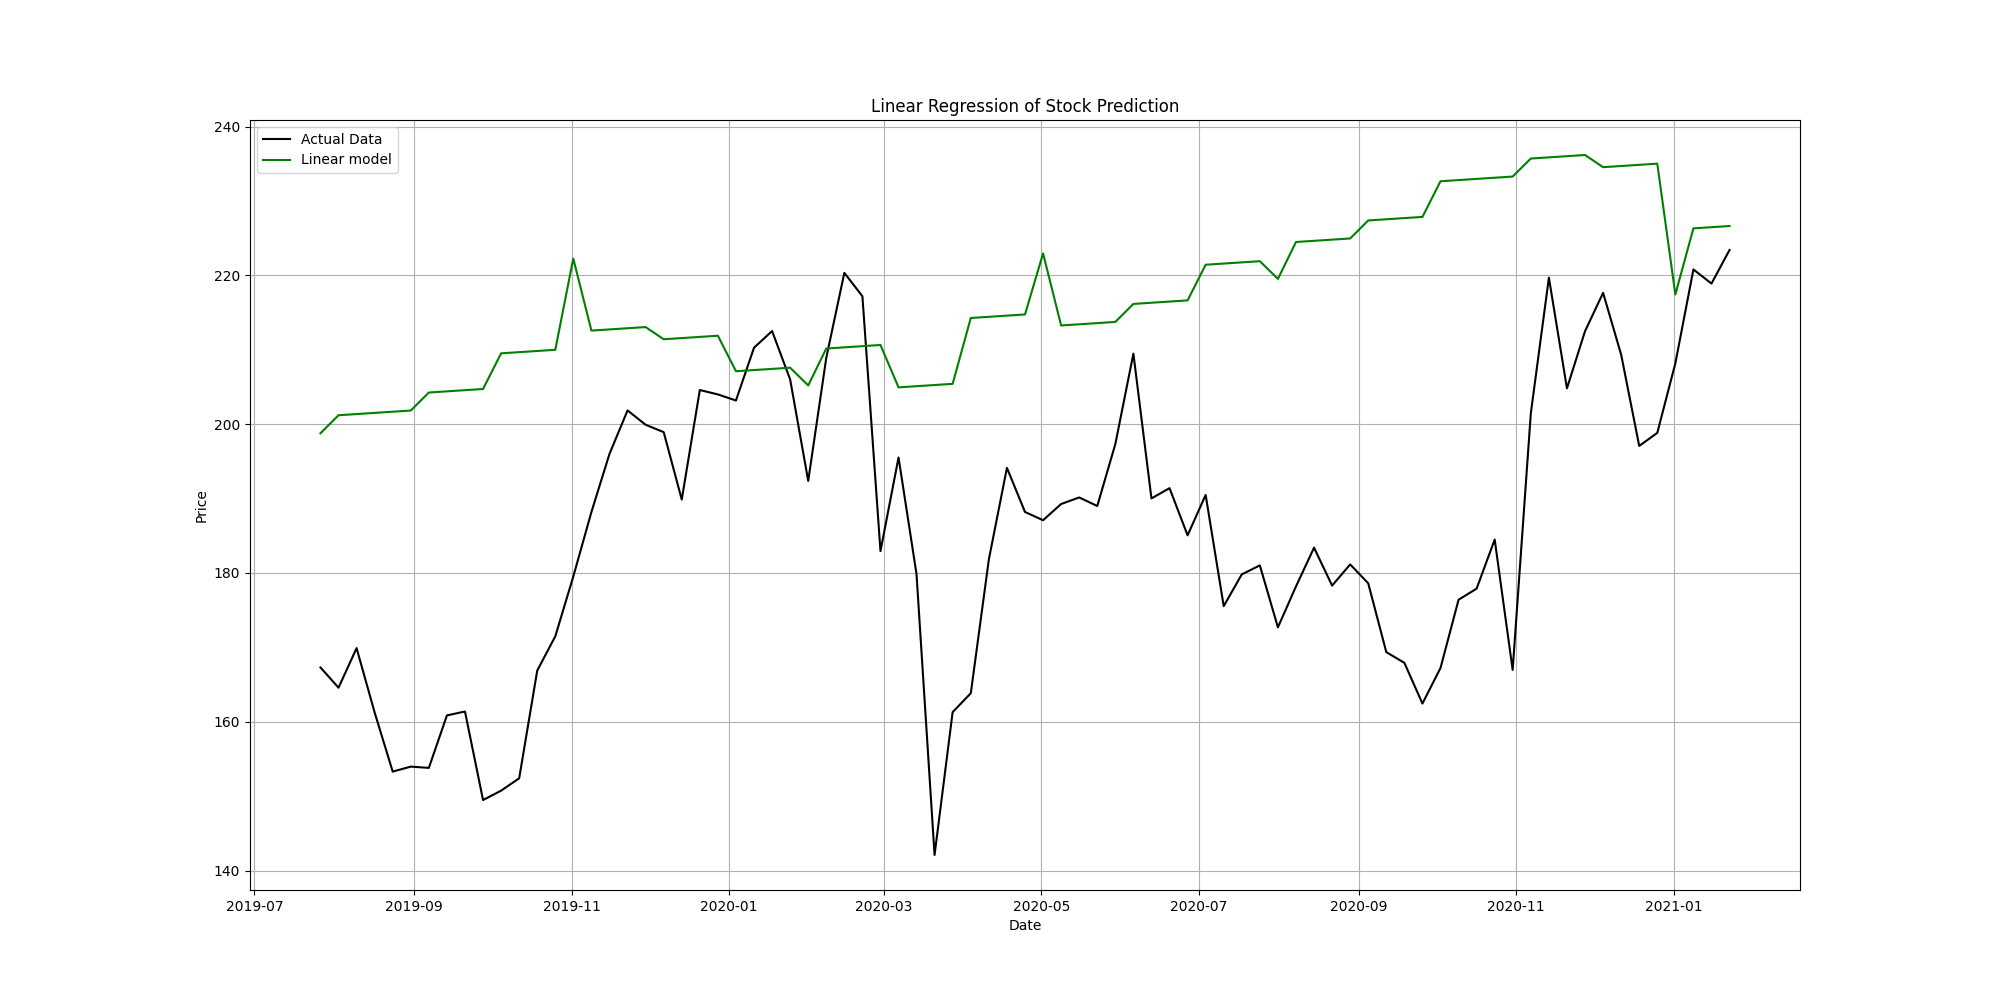 Linear Regression of Stock Prediction
Actual Data
Linear model
240
220
200
180
160
140
Price
2019-07 2019-09 2019-11 2020-01 2020-03 2020-05 2020-07 2020-09 2020-11 2021-01
Date